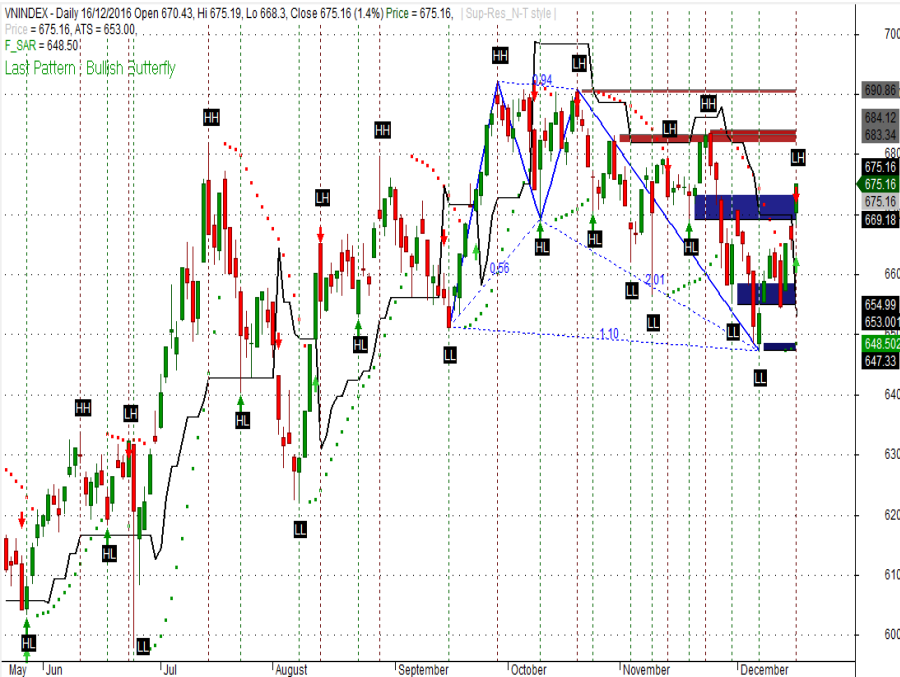 VNINDEX - Daily 16/12/2016 Open 670.43, Hi 675.19, Lo 668.3, Close 675.16 (1.4%) Price = 675.16, | Sup-Res_N-T style |
Price = 675.16, ATS = 653.00,
F_SAR = 648.50
Last Pattern : Bullish Butterfly
700
HH
LH
0.94
690.86
HH
HH
684.12
LH
HH
683.34
680
LH
675.16
675.16
LH
675.16
669.18
HL
HL
HL
0.56
660
2.01
LL
654.99
LL
653.001
LL
1.10
HL
648.502
LL
647.33
LL
640
HH
LH
HL
630
LL
620
HL
610
HL
LL
600
May Jun Jul August September October November December